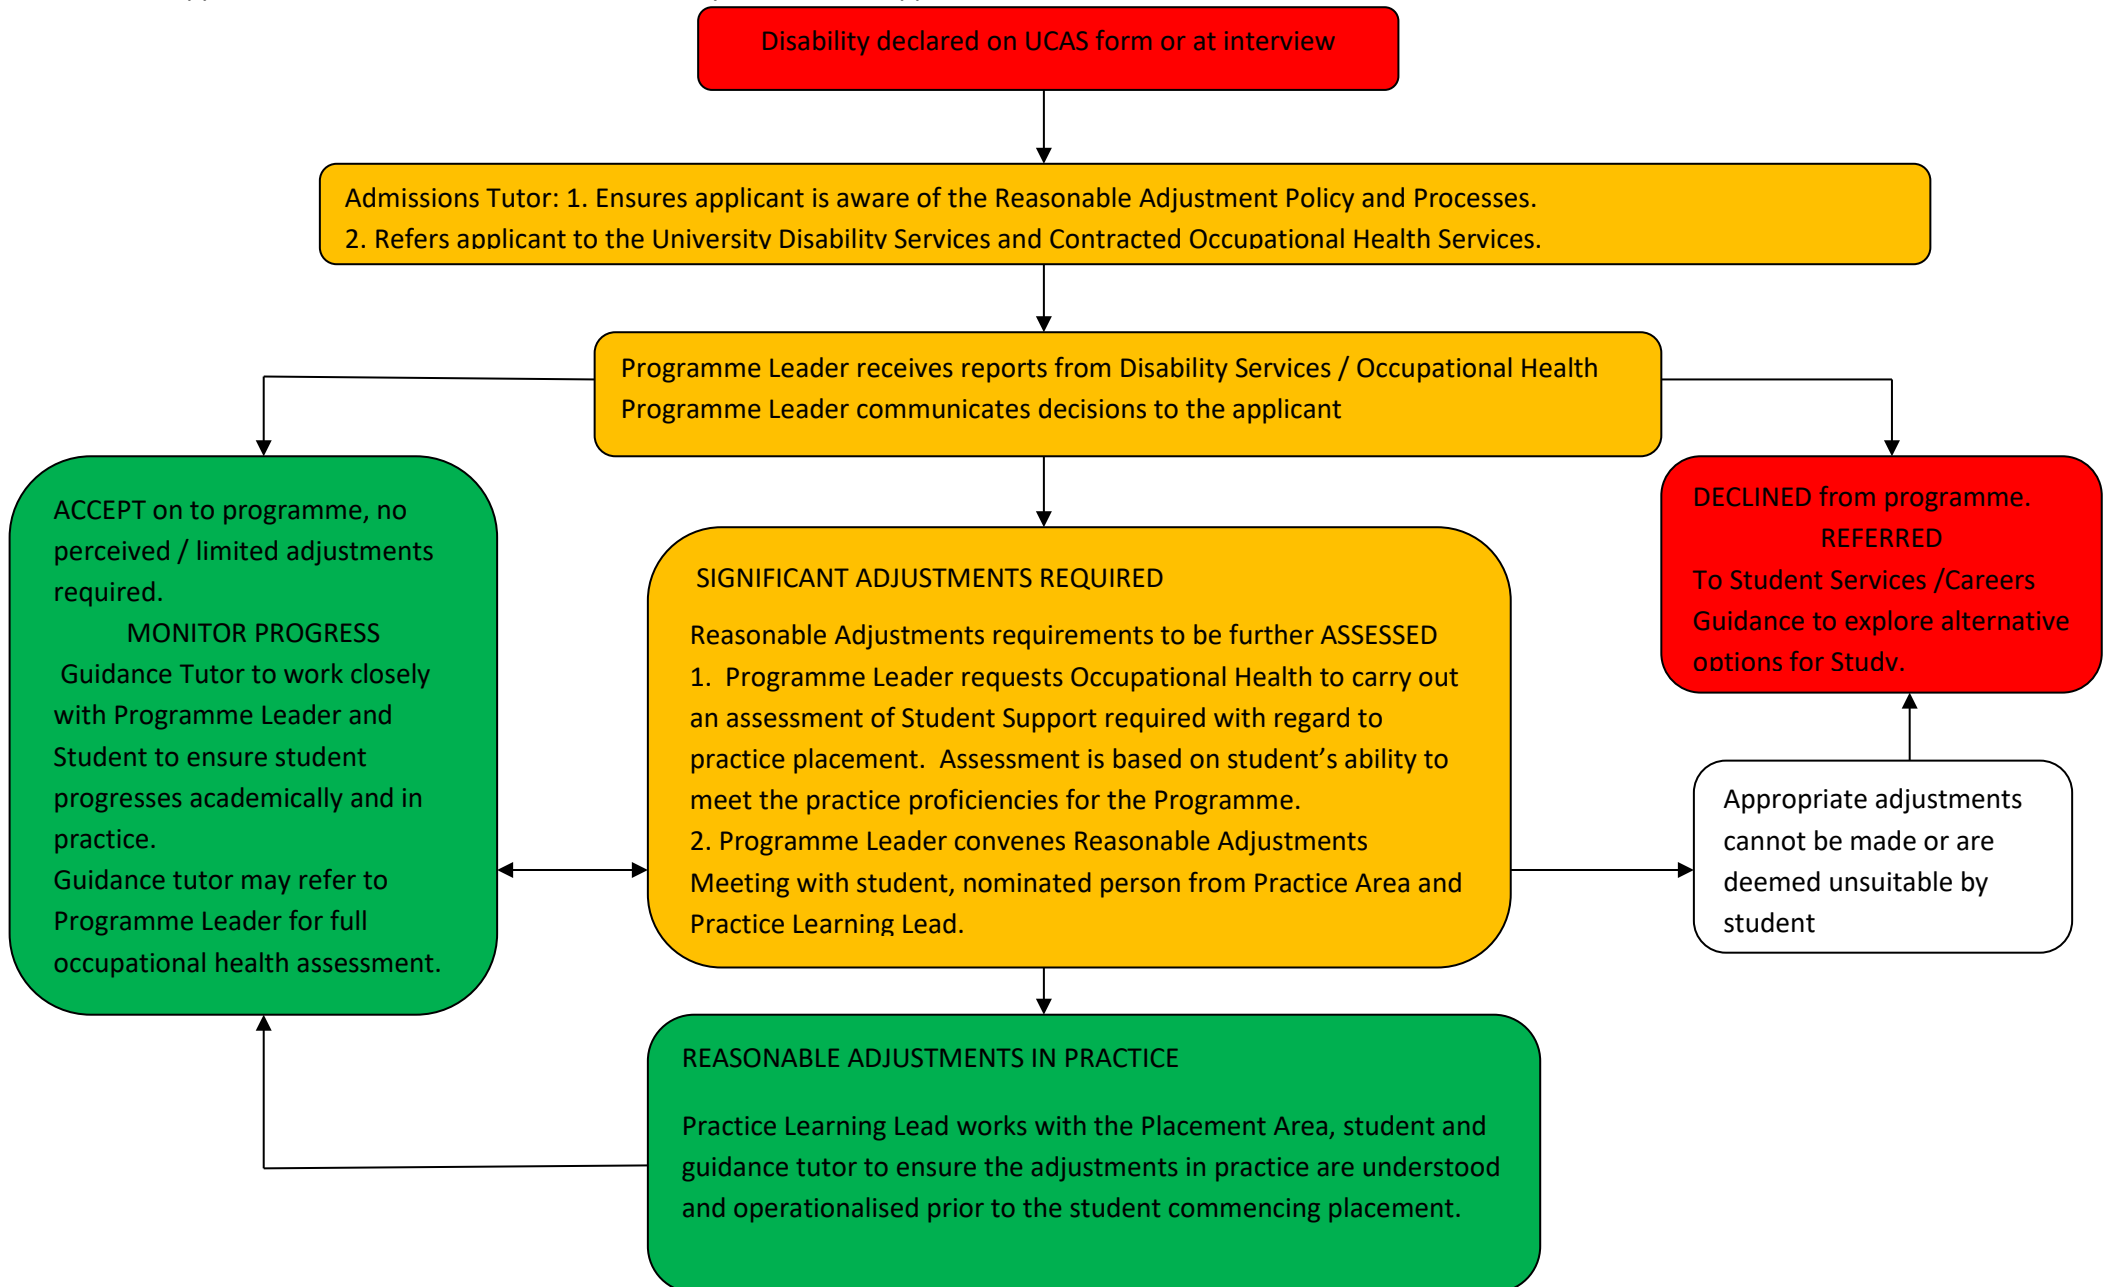 Disability declared on UCAS form or at interview
Admissions Tutor: 1. Ensures applicant is aware of the Reasonable Adjustment Policy and Processes.
2. Refers applicant to the University Disability Services and Contracted Occupational Health Services.
Programme Leader receives reports from Disability Services / Occupational Health
Programme Leader communicates decisions to the applicant
ACCEPT on to programme, no
perceived / limited adjustments
required.
MONITOR PROGRESS
Guidance Tutor to work closely
with Programme Leader and
Student to ensure student
progresses academically and in
practice.
Guidance tutor may refer to
Programme Leader for full
occupational health assessment.
SIGNIFICANT ADJUSTMENTS REQUIRED
Reasonable Adjustments requirements to be further ASSESSED
1. Programme Leader requests Occupational Health to carry out
an assessment of Student Support required with regard to
practice placement. Assessment is based on student’s ability to
meet the practice proficiencies for the Programme.
2. Programme Leader convenes Reasonable Adjustments
Meeting with student, nominated person from Practice Area and
Practice Learning Lead.
DECLINED from programme.
REFERRED
To Student Services /Careers
Guidance to explore alternative
options for Study.
Appropriate adjustments
cannot be made or are
deemed unsuitable by
student
REASONABLE ADJUSTMENTS IN PRACTICE
Practice Learning Lead works with the Placement Area, student and
guidance tutor to ensure the adjustments in practice are understood
and operationalised prior to the student commencing placement.